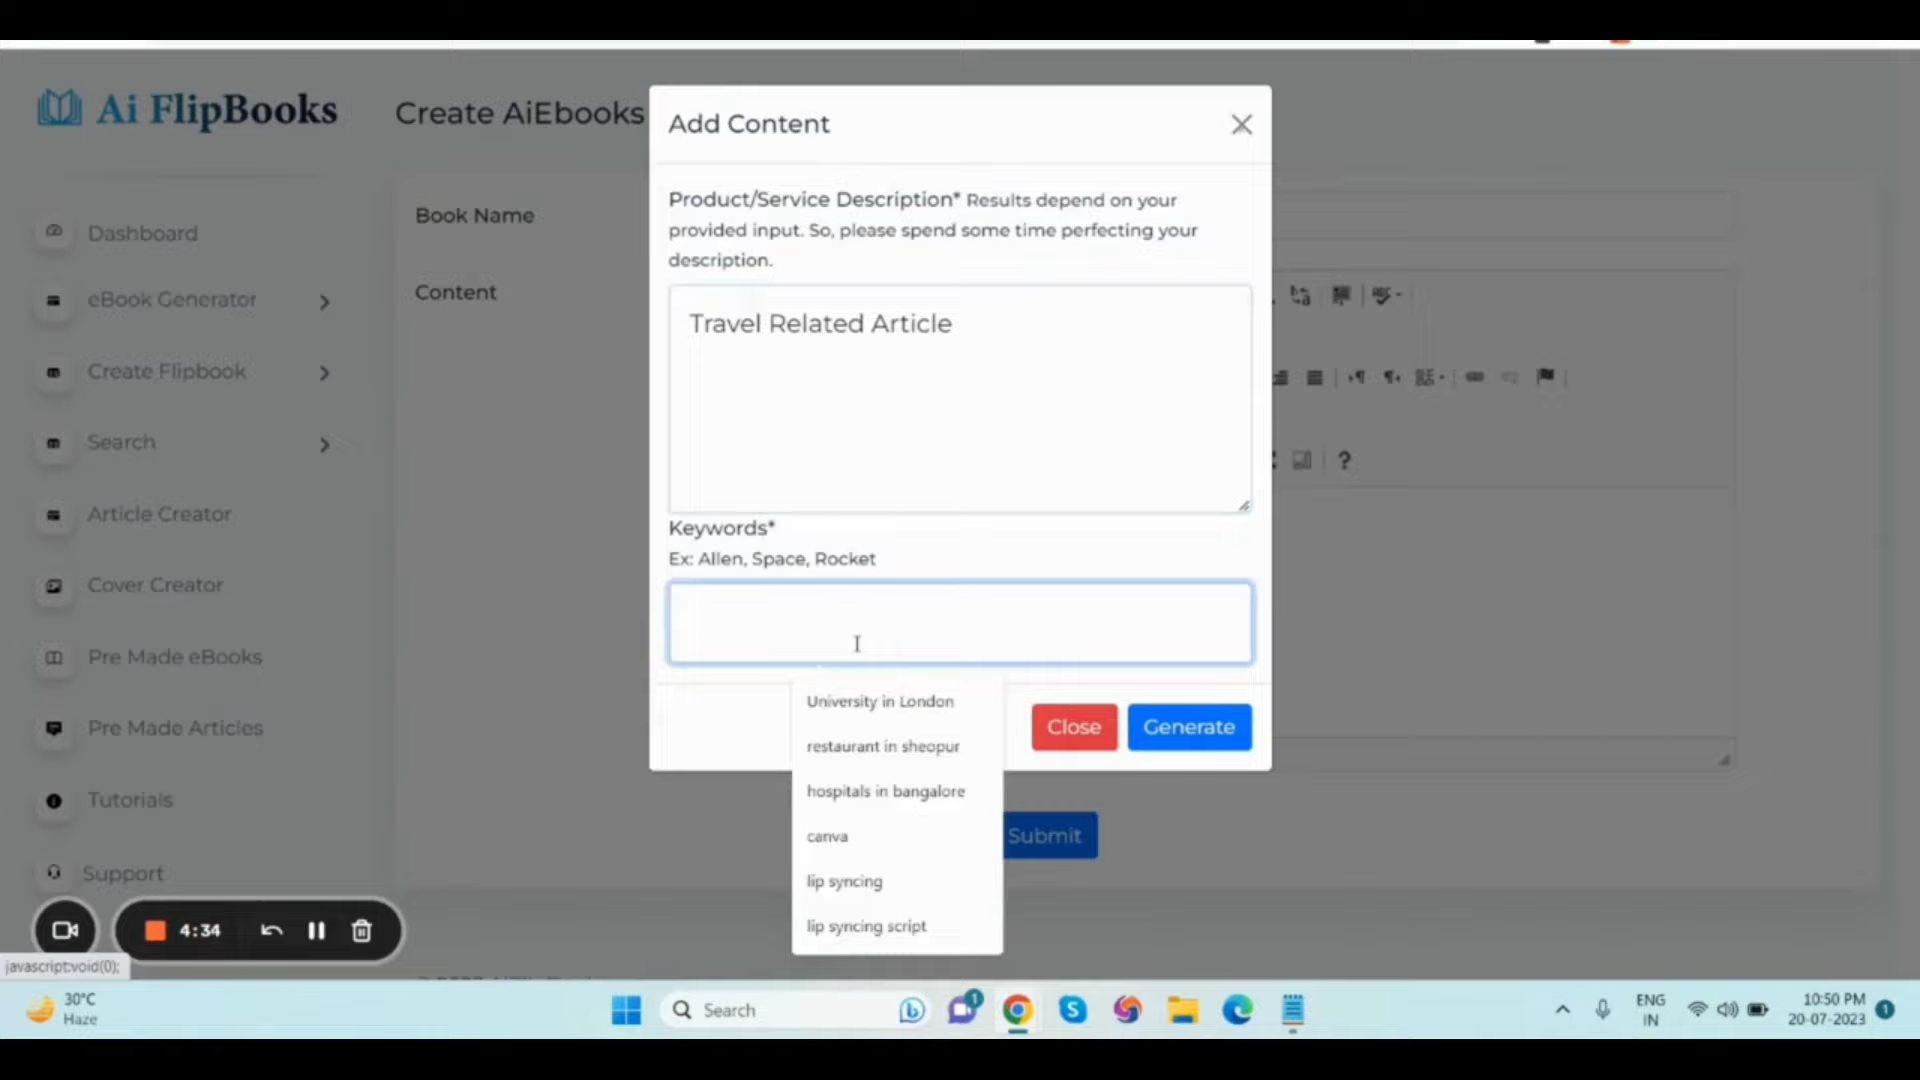 Ai FlipBooks
Create AiEbooks
Dashboard
eBook Generator
Create Flipbook
Search
Article Creator
Cover Creator
Pre Made eBooks
Pre Made Articles
Tutorials
Support
4:34
javascript:void(0);
Book Name
Content
Add Content
Product/Service Description* Results depend on your
provided input. So, please spend some time perfecting your
description.
Travel Related Article
Keywords*
Ex: Allen, Space, Rocket
University in London
restaurant in sheopur
hospitals in bangalore
canva
lip syncing
lip syncing script
Close
Generate
Submit
30°C
Haze
Search
1
ENG
IN
10:50 PM
20-07-2023
1